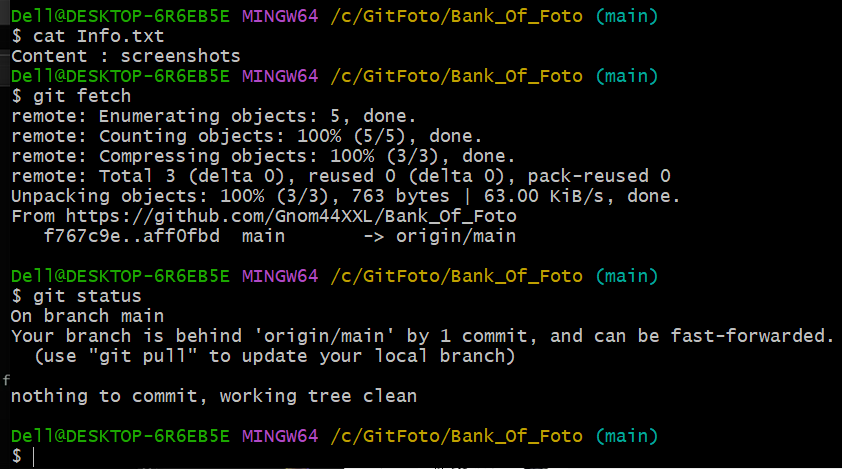 Dell@DESKTOP-6R6EB5E MINGW64 /c/GitFoto/Bank_Of_Foto (main)
$ cat Info.txt
Content : screenshots
Dell@DESKTOP-6R6EB5E MINGW64 /c/GitFoto/Bank_Of_Foto (main)
$ git fetch
remote: Enumerating objects: 5, done.
remote: Counting objects: 100% (5/5), done.
remote: Compressing objects: 100% (3/3), done.
remote: Total 3 (delta 0), reused 0 (delta 0), pack-reused 0
Unpacking objects: 100% (3/3), 763 bytes | 63.00 KiB/s, done.
From https://github.com/Gnom44XXL/Bank_Of_Foto
   f767c9e..aff0fbd  main       -> origin/main
Dell@DESKTOP-6R6EB5E MINGW64 /c/GitFoto/Bank_Of_Foto (main)
$ git status
On branch main
Your branch is behind 'origin/main' by 1 commit, and can be fast-forwarded.
  (use "git pull" to update your local branch)
f
nothing to commit, working tree clean
Dell@DESKTOP-6R6EB5E MINGW64 /c/GitFoto/Bank_Of_Foto (main)
$